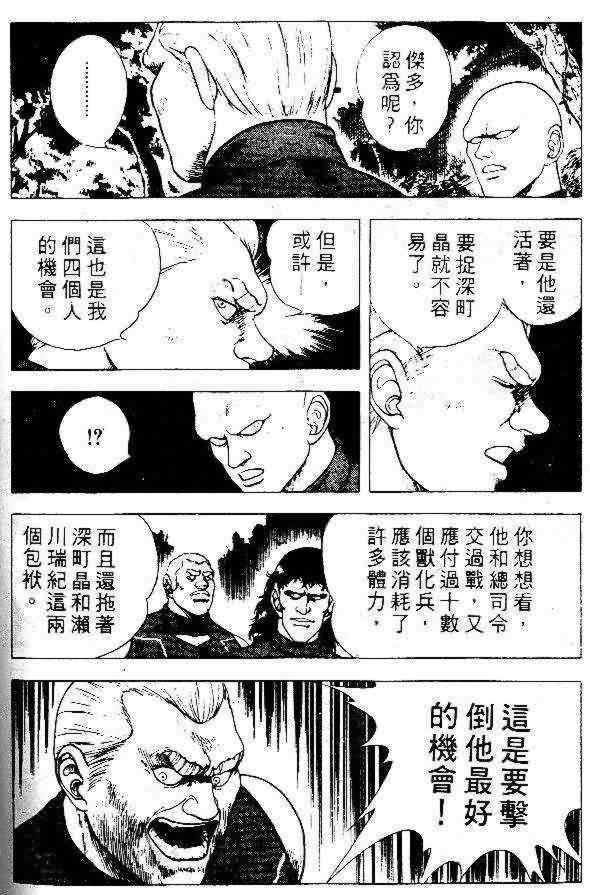 傑多，你
認為呢？
………
要是他還
活著，
要捉深町
晶就不容
易了。
但是，
或許
這也是我
們四個人
的機會。
!?
你想想看，
他和總司令
交過戰，又
應付過十數
個獸化兵，
應該消耗了
許多體力，
而且還拖著
深町晶和瀨
川瑞紀這兩
個包袱。
這是要擊
倒他最好
的機會！